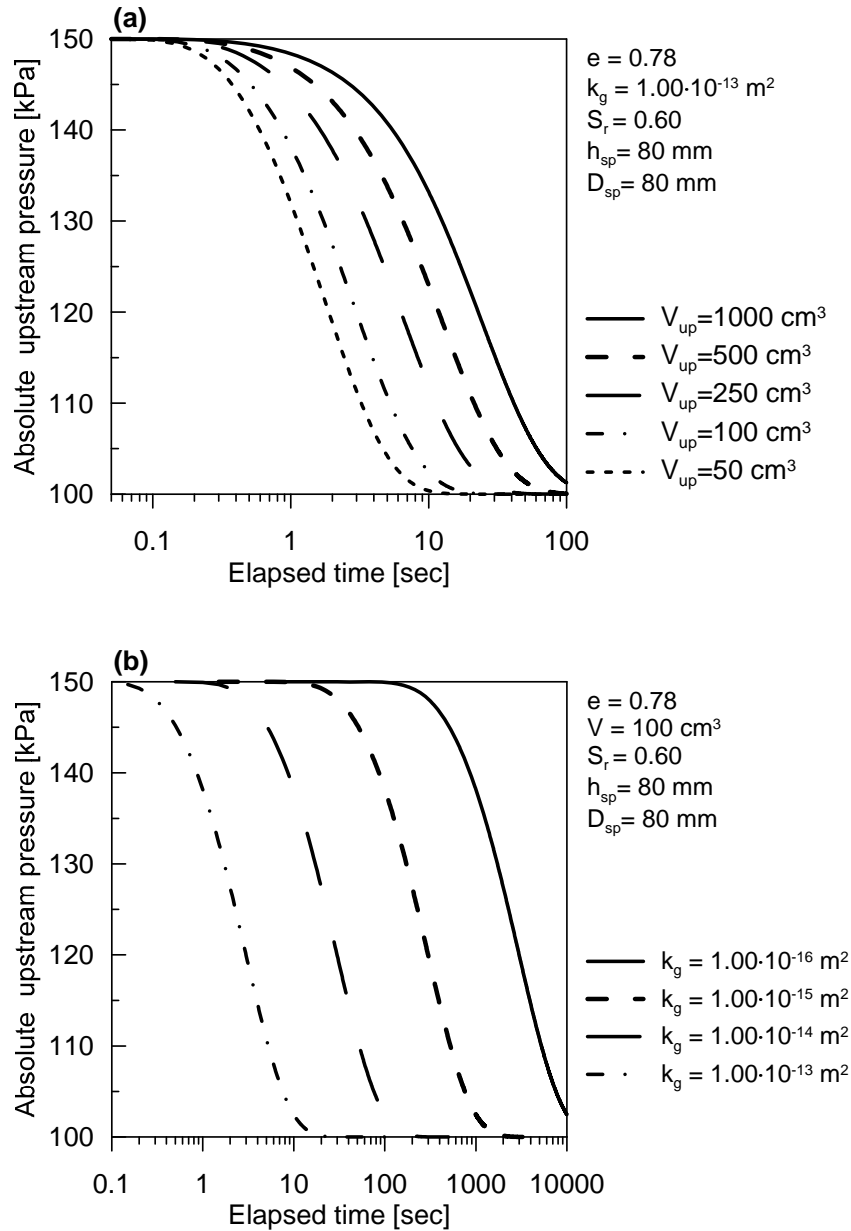 (a)
Absolute upstream pressure [kPa]
150
140
130
120
110
100
0.1 1 10 100
Elapsed time [sec]
e = 0.78
k_g = 1.00·10⁻¹³ m²
S_r = 0.60
h_sp= 80 mm
D_sp= 80 mm
V_up=1000 cm³
V_up=500 cm³
V_up=250 cm³
V_up=100 cm³
V_up=50 cm³
(b)
Absolute upstream pressure [kPa]
150
140
130
120
110
100
0.1 1 10 100 1000 10000
Elapsed time [sec]
e = 0.78
V = 100 cm³
S_r = 0.60
h_sp= 80 mm
D_sp= 80 mm
k_g = 1.00·10⁻¹⁶ m²
k_g = 1.00·10⁻¹⁵ m²
k_g = 1.00·10⁻¹⁴ m²
k_g = 1.00·10⁻¹³ m²